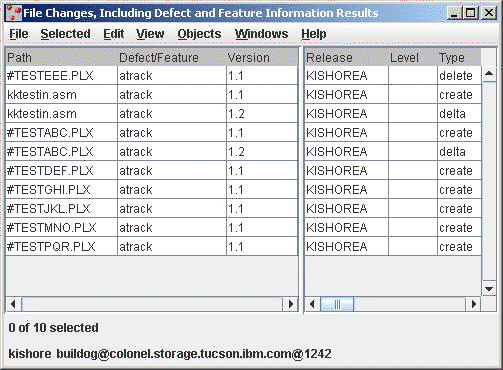 File Changes, Including Defect and Feature Information Results
File Selected Edit View Objects Windows Help
Path Defect/Feature Version Release Level Type
#TESTEEE.PLX atrack 1.1 KISHOREA delete
kktestin.asm atrack 1.1 KISHOREA create
kktestin.asm atrack 1.2 KISHOREA delta
#TESTABC.PLX atrack 1.1 KISHOREA create
#TESTABC.PLX atrack 1.2 KISHOREA delta
#TESTDEF.PLX atrack 1.1 KISHOREA create
#TESTGHI.PLX atrack 1.1 KISHOREA create
#TESTJKL.PLX atrack 1.1 KISHOREA create
#TESTMNO.PLX atrack 1.1 KISHOREA create
#TESTPQR.PLX atrack 1.1 KISHOREA create
0 of 10 selected
kishore buildog@colonel.storage.tucson.ibm.com@1242